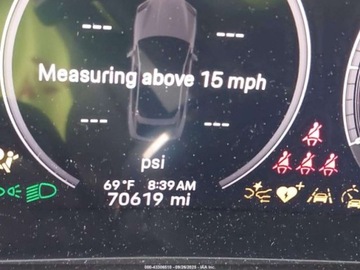 --- ---
Measuring above 15 mph
--- ---
psi
69°F 8:39AM
70619 mi